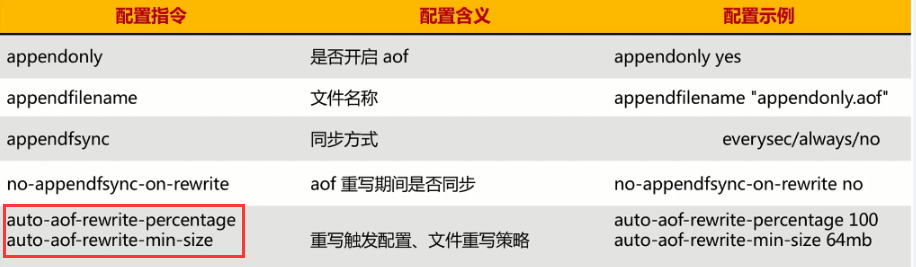 配置指令 配置含义 配置示例
appendonly 是否开启 aof appendonly yes
appendfilename 文件名称 appendfilename "appendonly.aof"
appendfsync 同步方式 everysec/always/no
no-appendfsync-on-rewrite aof 重写期间是否同步 no-appendfsync-on-rewrite no
auto-aof-rewrite-percentage
auto-aof-rewrite-min-size
重写触发配置、文件重写策略
auto-aof-rewrite-percentage 100
auto-aof-rewrite-min-size 64mb